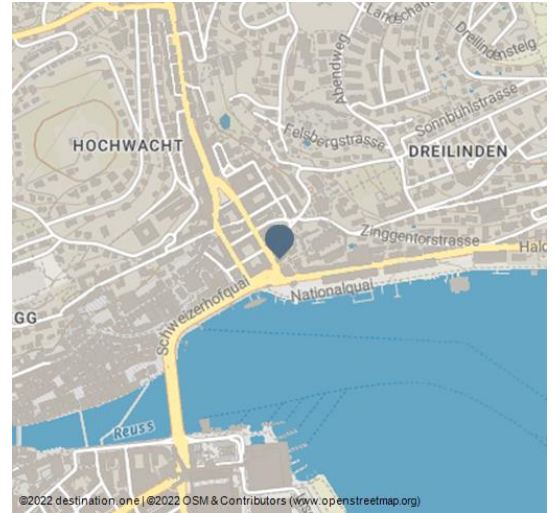 Landschau
Abendweg
Dreilindensteig
Sonnbühlstrasse
Felsbergstrasse
HOCHWACHT
DREILINDEN
Zinggentorstrasse
Hald
Nationalquai
Schweizerhofquai
GG
Reuss
©2022 destination.one | ©2022 OSM & Contributors (www.openstreetmap.org)